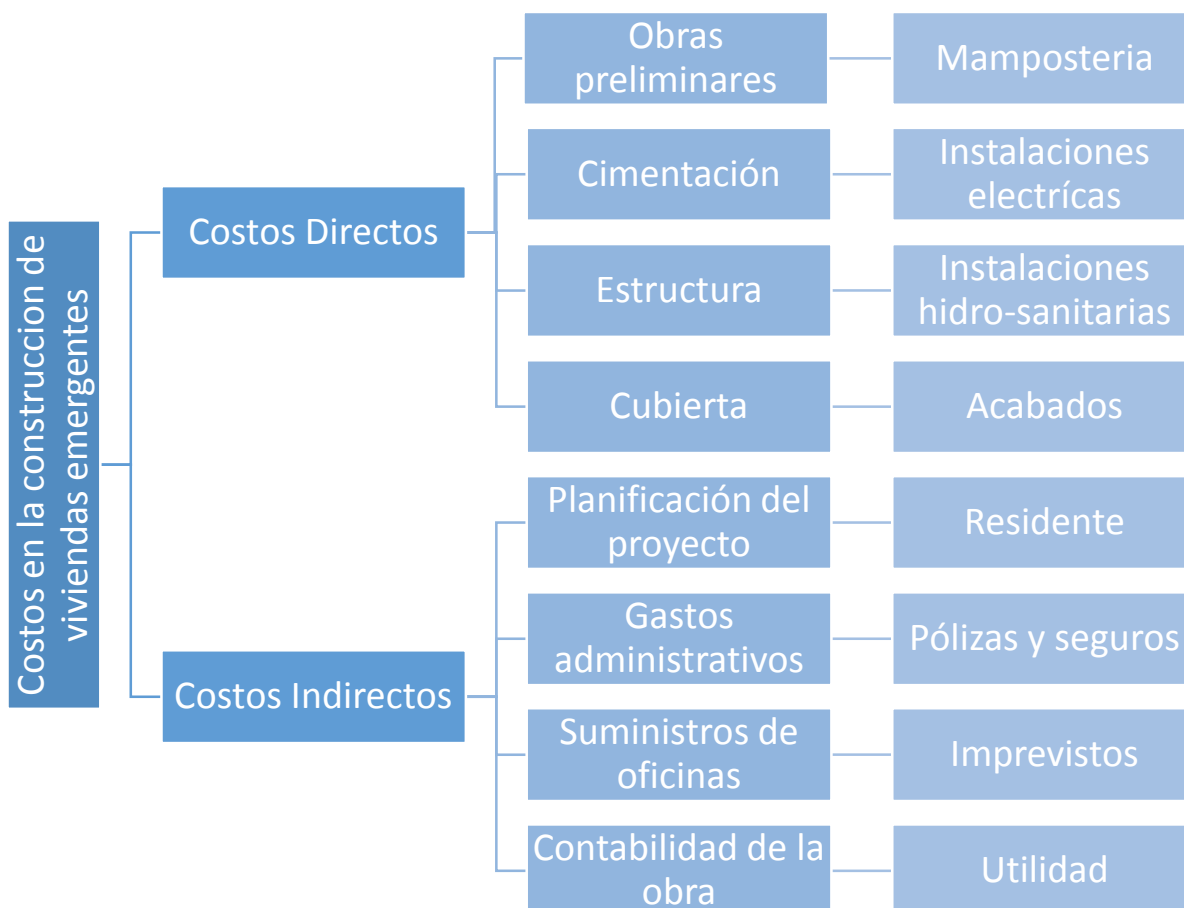 Costos en la construccion de
viviendas emergentes
Costos Directos
Obras
preliminares
Mamposteria
Cimentación
Instalaciones
electrícas
Estructura
Instalaciones
hidro-sanitarias
Cubierta
Acabados
Costos Indirectos
Planificación del
proyecto
Residente
Gastos
administrativos
Pólizas y seguros
Suministros de
oficinas
Imprevistos
Contabilidad de la
obra
Utilidad